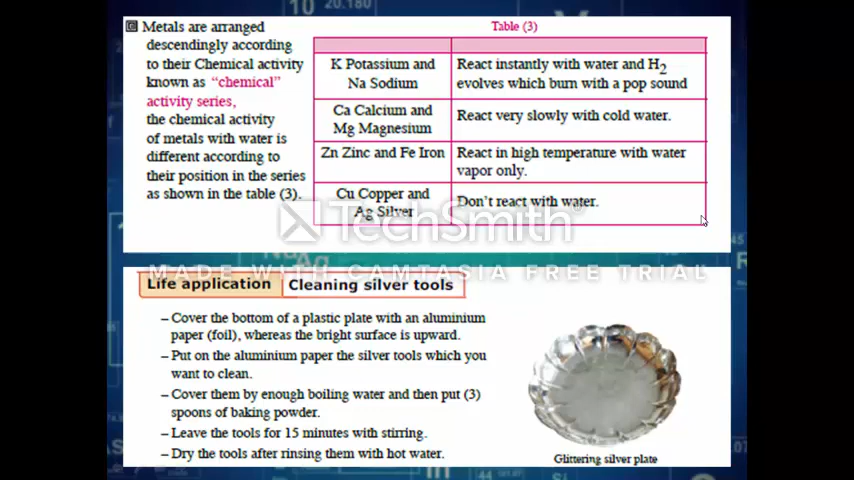 10 20.180
Metals are arranged
descendingly according
to their Chemical activity
known as “chemical”
activity series,
the chemical activity
of metals with water is
different according to
their position in the series
as shown in the table (3).
Table (3)
K Potassium and
Na Sodium
React instantly with water and H2
evolves which burn with a pop sound
Ca Calcium and
Mg Magnesium
React very slowly with cold water.
Zn Zinc and Fe Iron
React in high temperature with water
vapor only.
Cu Copper and
Ag Silver
Don’t react with water.
TechSmith
MADE WITH CAMTASIA FREE TRIAL
Life application
Cleaning silver tools
– Cover the bottom of a plastic plate with an aluminium
paper (foil), whereas the bright surface is upward.
– Put on the aluminium paper the silver tools which you
want to clean.
– Cover them by enough boiling water and then put (3)
spoons of baking powder.
– Leave the tools for 15 minutes with stirring.
– Dry the tools after rinsing them with hot water.
Glittering silver plate